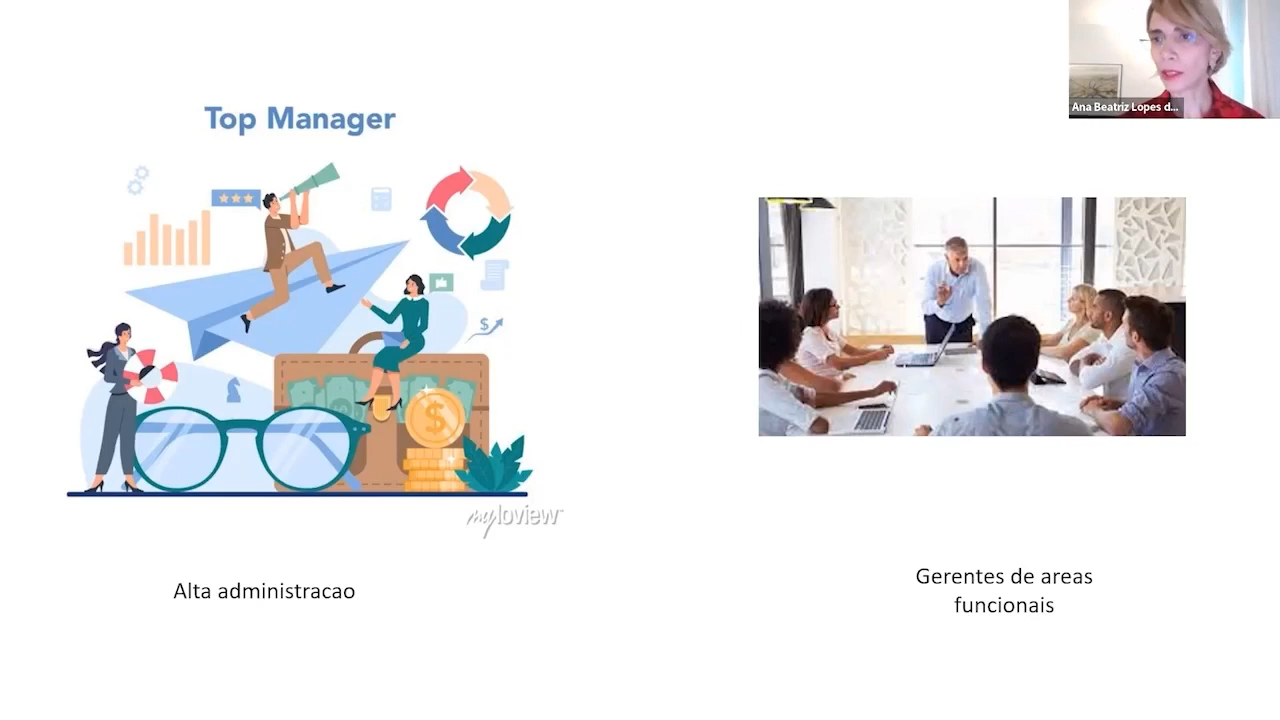 Ana Beatriz Lopes d...
Top Manager
$
$
myloview
Alta administracao
Gerentes de areas
funcionais